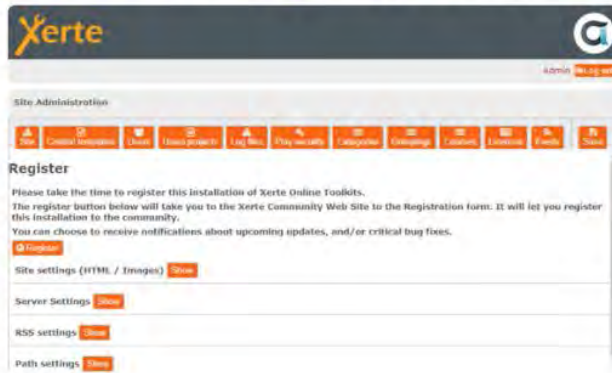 Xerte
Admin
Site Administration
Site Central templates Users Users projects Log files Play security Categories Groupings Courses Licences Feeds Save
Register
Please take the time to register this installation of Xerte Online Toolkits.
The register button below will take you to the Xerte Community Web Site to the Registration form. It will let you register
this installation to the community.
You can choose to receive notifications about upcoming updates, and/or critical bug fixes.
Register
Site settings (HTML / Images) Show
Server Settings Show
RSS settings Show
Path settings Show